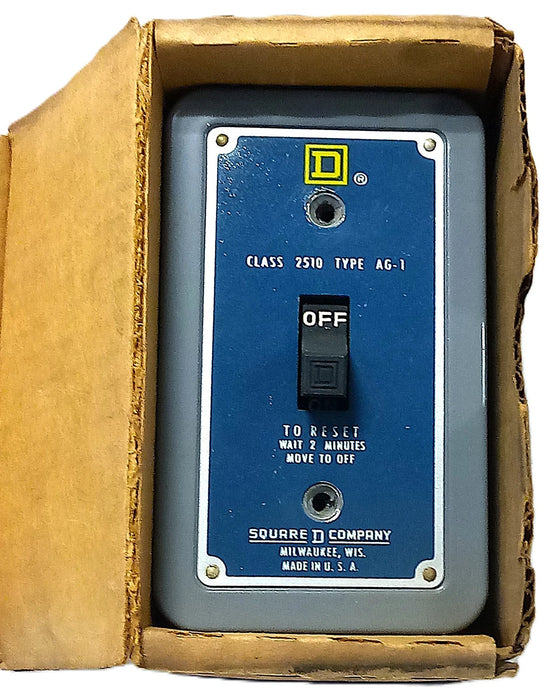 D
®
CLASS 2510 TYPE AG-1
OFF
D
TO RESET
WAIT 2 MINUTES
MOVE TO OFF
SQUARE D COMPANY
MILWAUKEE, WIS.
MADE IN U. S. A.